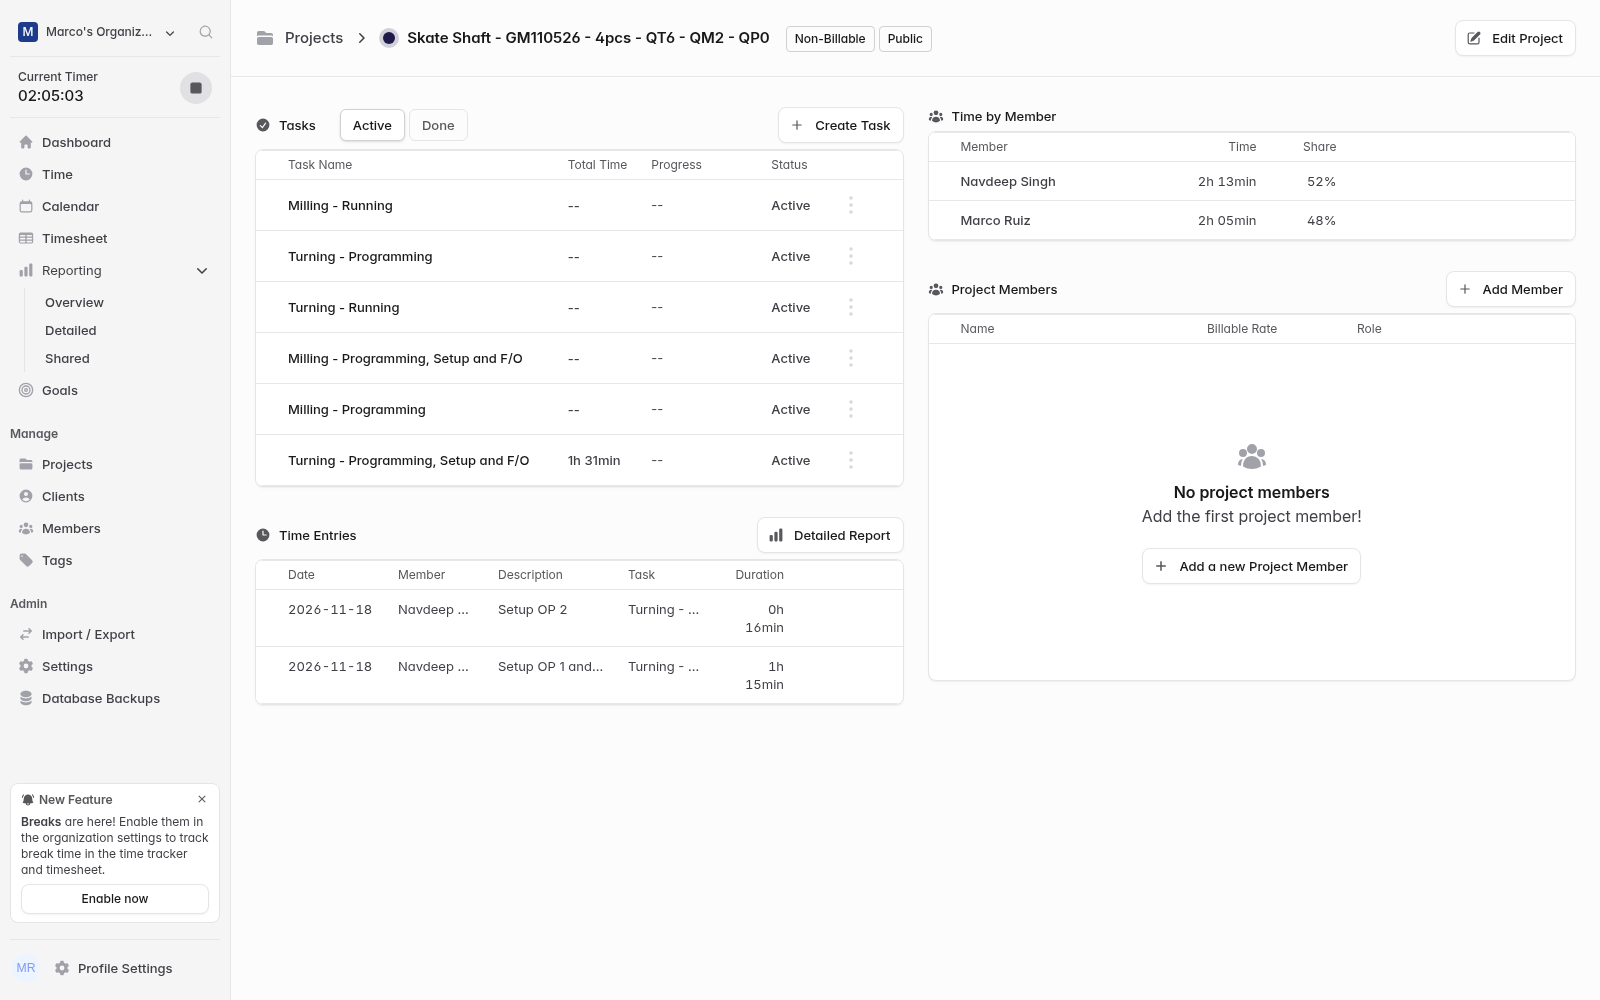 M Marco's Organiz...
Current Timer
02:05:03
Dashboard
Time
Calendar
Timesheet
Reporting
Overview
Detailed
Shared
Goals
Manage
Projects
Clients
Members
Tags
Admin
Import / Export
Settings
Database Backups
New Feature
Breaks are here! Enable them in
the organization settings to track
break time in the time tracker
and timesheet.
Enable now
MR Profile Settings
Projects Skate Shaft - GM110526 - 4pcs - QT6 - QM2 - QP0 Non-Billable Public Edit Project
Tasks Active Done Create Task
Task Name Total Time Progress Status
Milling - Running -- -- Active
Turning - Programming -- -- Active
Turning - Running -- -- Active
Milling - Programming, Setup and F/O -- -- Active
Milling - Programming -- -- Active
Turning - Programming, Setup and F/O 1h 31min -- Active
Time Entries Detailed Report
Date Member Description Task Duration
2026-11-18 Navdeep ... Setup OP 2 Turning - ... 0h
16min
2026-11-18 Navdeep ... Setup OP 1 and... Turning - ... 1h
15min
Time by Member
Member Time Share
Navdeep Singh 2h 13min 52%
Marco Ruiz 2h 05min 48%
Project Members Add Member
Name Billable Rate Role
No project members
Add the first project member!
Add a new Project Member